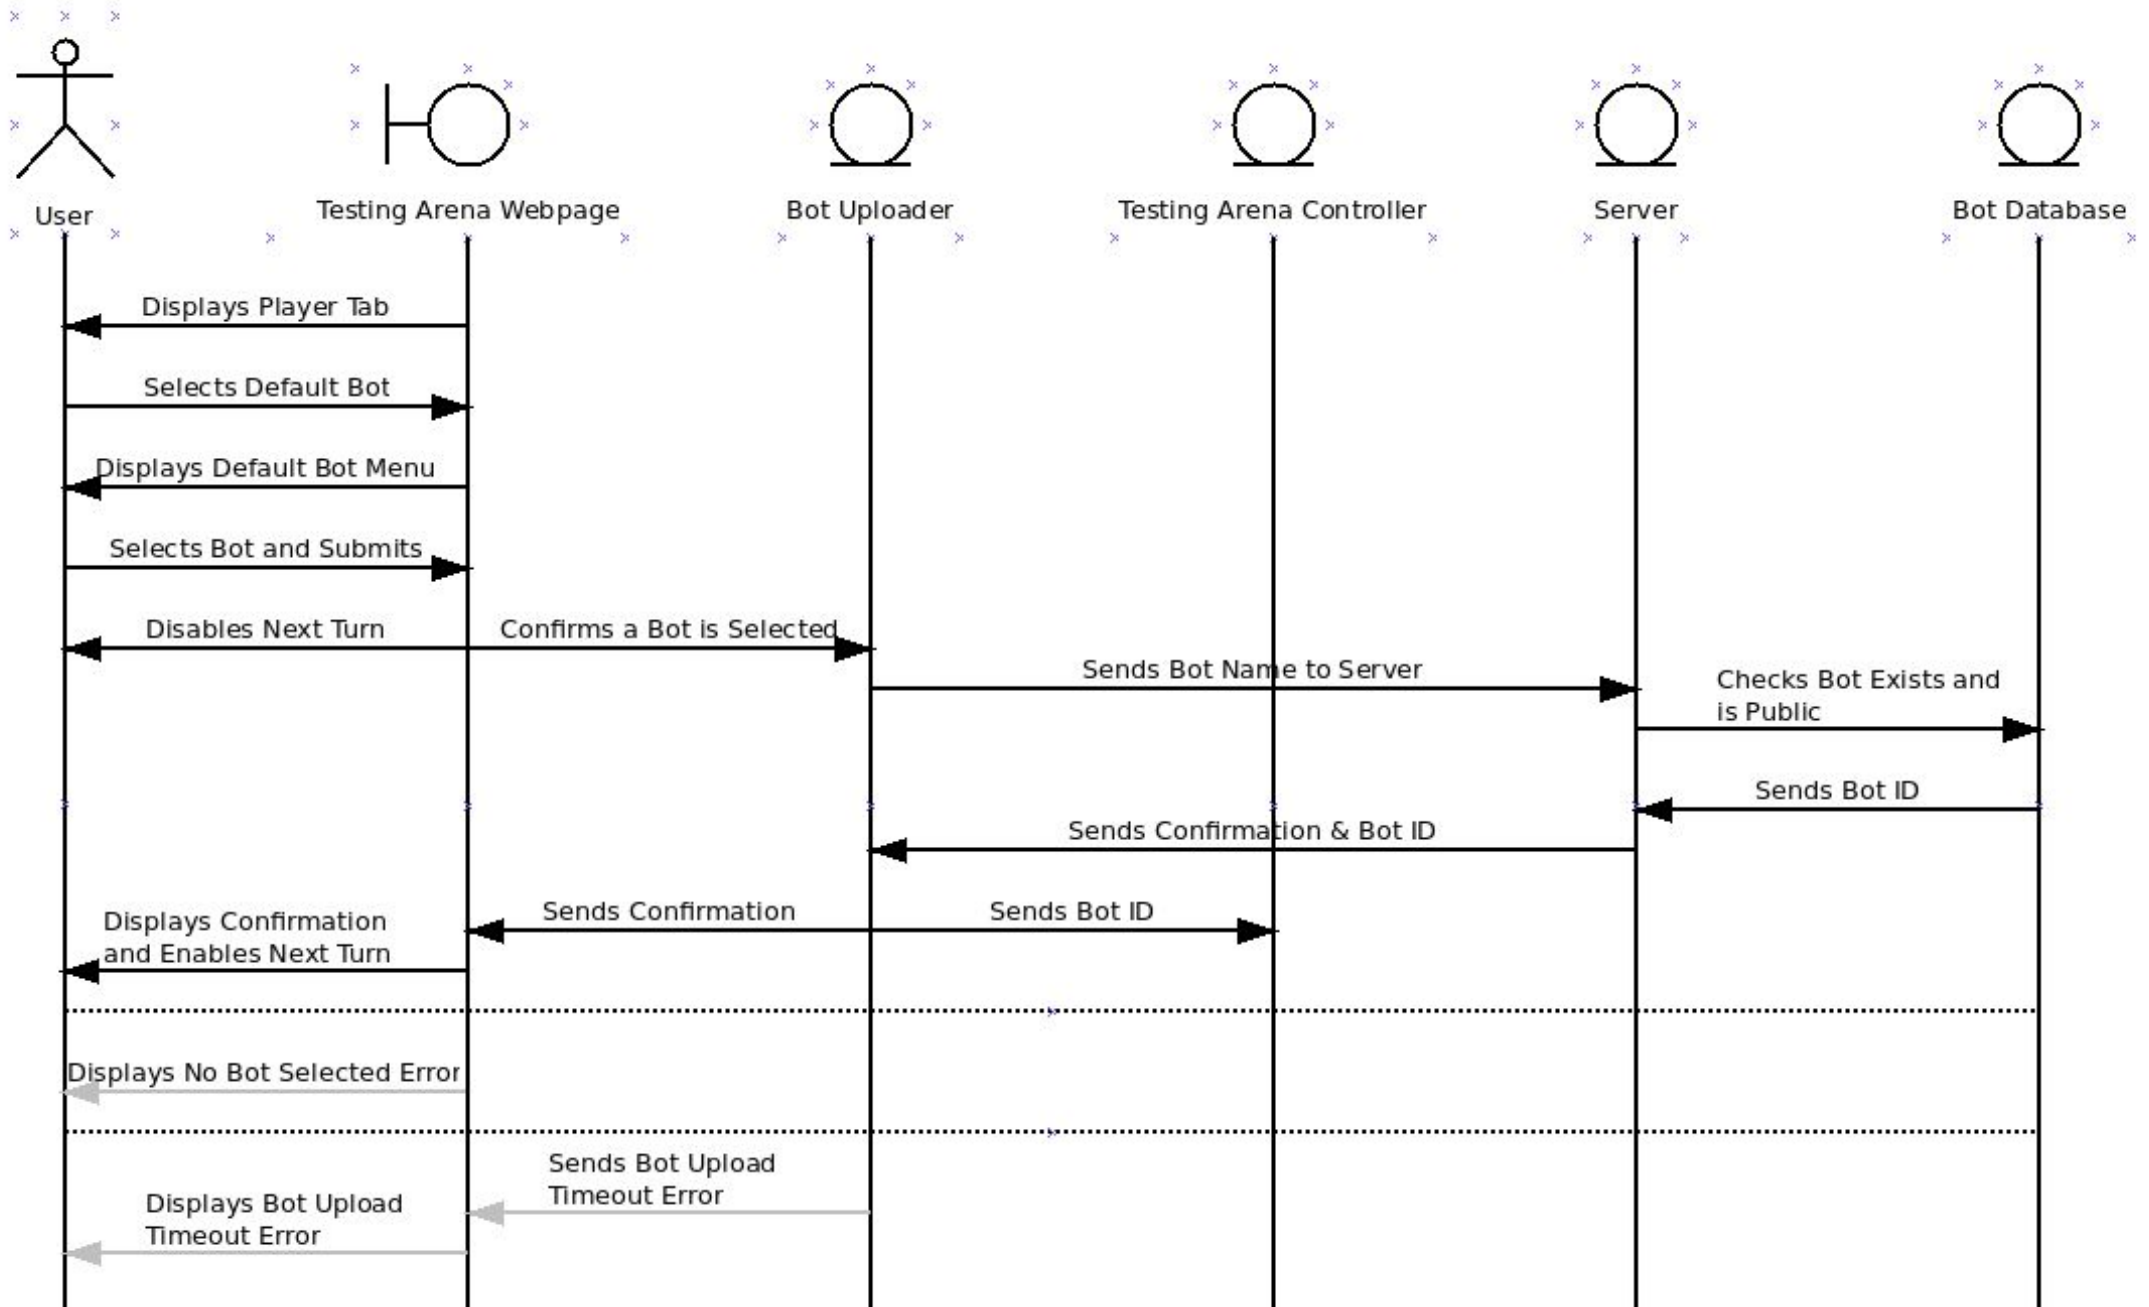 User
Testing Arena Webpage
Bot Uploader
Testing Arena Controller
Server
Bot Database
Displays Player Tab
Selects Default Bot
Displays Default Bot Menu
Selects Bot and Submits
Disables Next Turn
Confirms a Bot is Selected
Sends Bot Name to Server
Checks Bot Exists and
is Public
Sends Bot ID
Sends Confirmation & Bot ID
Sends Confirmation
Sends Bot ID
Displays Confirmation
and Enables Next Turn
Displays No Bot Selected Error
Sends Bot Upload
Timeout Error
Displays Bot Upload
Timeout Error